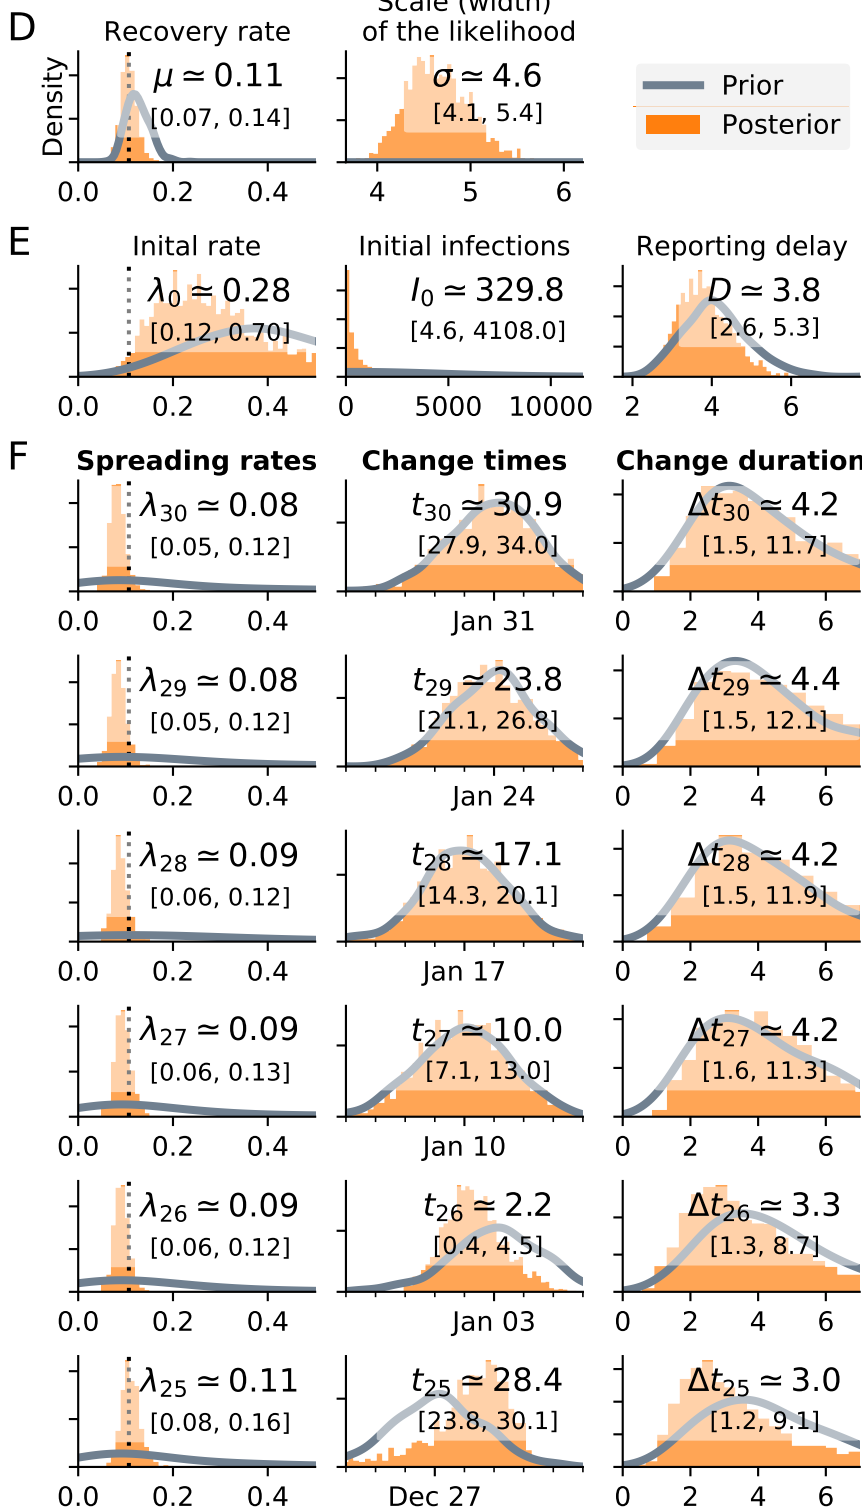 D
Recovery rate
Scale (width)
of the likelihood
Density
μ ≃ 0.11
[0.07, 0.14]
σ ≃ 4.6
[4.1, 5.4]
Prior
Posterior
0.0 0.2 0.4
4 5 6
E
Inital rate
Initial infections
Reporting delay
λ0 ≃ 0.28
[0.12, 0.70]
I0 ≃ 329.8
[4.6, 4108.0]
D ≃ 3.8
[2.6, 5.3]
0.0 0.2 0.4
0 5000 10000
2 4 6
F
Spreading rates
Change times
Change duration
λ30 ≃ 0.08
[0.05, 0.12]
t30 ≃ 30.9
[27.9, 34.0]
Δt30 ≃ 4.2
[1.5, 11.7]
0.0 0.2 0.4
Jan 31
0 2 4 6
λ29 ≃ 0.08
[0.05, 0.12]
t29 ≃ 23.8
[21.1, 26.8]
Δt29 ≃ 4.4
[1.5, 12.1]
0.0 0.2 0.4
Jan 24
0 2 4 6
λ28 ≃ 0.09
[0.06, 0.12]
t28 ≃ 17.1
[14.3, 20.1]
Δt28 ≃ 4.2
[1.5, 11.9]
0.0 0.2 0.4
Jan 17
0 2 4 6
λ27 ≃ 0.09
[0.06, 0.13]
t27 ≃ 10.0
[7.1, 13.0]
Δt27 ≃ 4.2
[1.6, 11.3]
0.0 0.2 0.4
Jan 10
0 2 4 6
λ26 ≃ 0.09
[0.06, 0.12]
t26 ≃ 2.2
[0.4, 4.5]
Δt26 ≃ 3.3
[1.3, 8.7]
0.0 0.2 0.4
Jan 03
0 2 4 6
λ25 ≃ 0.11
[0.08, 0.16]
t25 ≃ 28.4
[23.8, 30.1]
Δt25 ≃ 3.0
[1.2, 9.1]
0.0 0.2 0.4
Dec 27
0 2 4 6